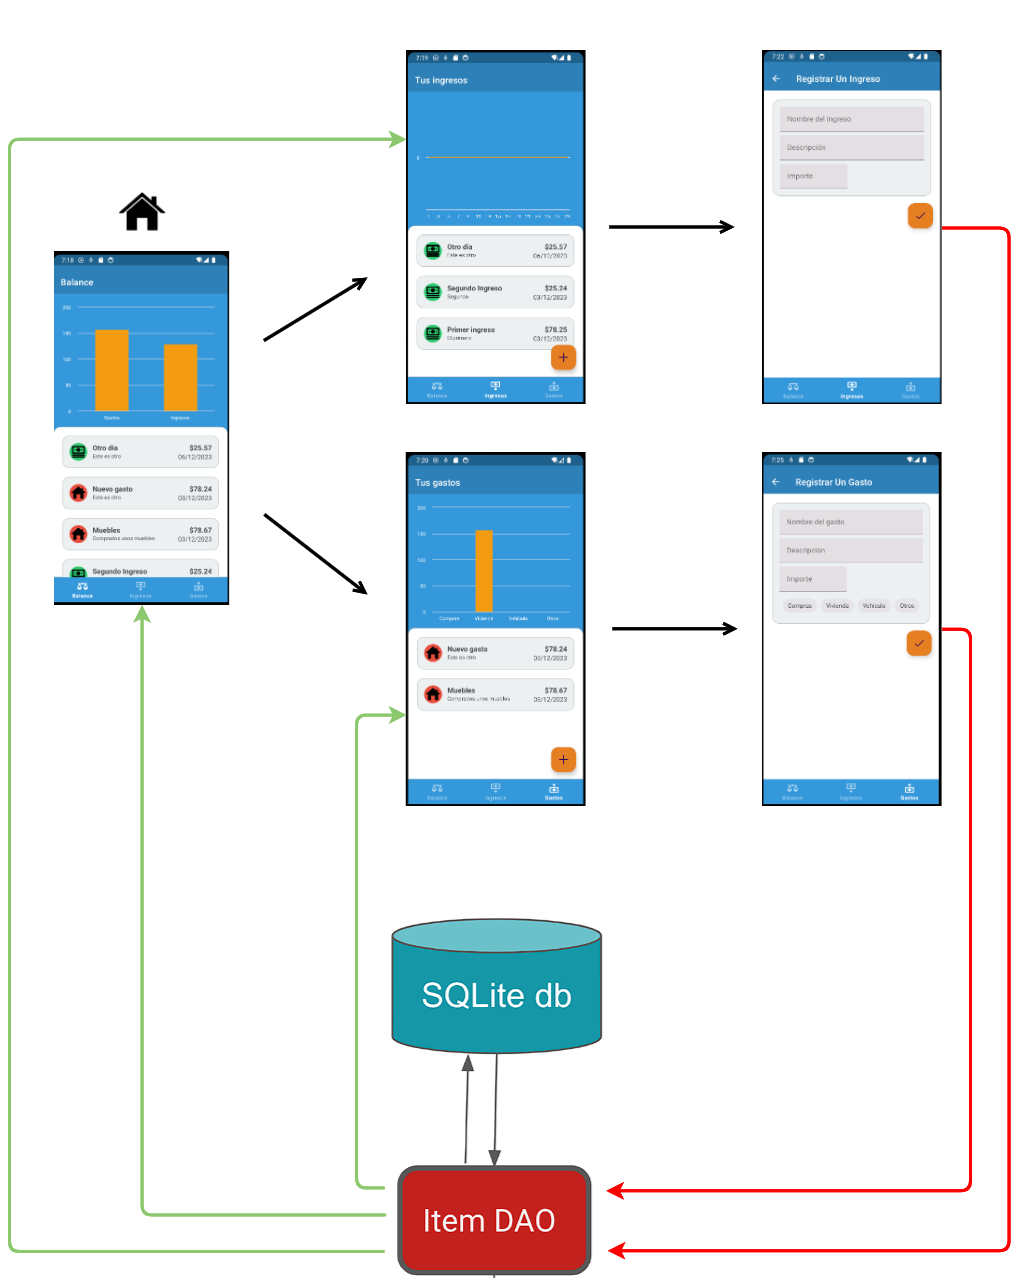 7:19
Tus ingresos
0
Otro día
$25.57
Este es otro
06/12/2023
Segundo Ingreso
$25.24
Segundo
03/12/2023
Primer ingreso
$78.25
El primero
03/12/2023
Balance
Ingresos
Gastos
7:22
Registrar Un Ingreso
Nombre del ingreso
Descripción
Importe
Balance
Ingresos
Gastos
7:18
Balance
200
150
100
50
0
Gastos
Ingresos
Otro día
$25.57
Este es otro
06/12/2023
Nuevo gasto
$78.24
Este es otro
03/12/2023
Muebles
$78.67
Comprados unos muebles
03/12/2023
Segundo Ingreso
$25.24
Balance
Ingresos
Gastos
7:20
Tus gastos
200
150
100
50
0
Compras
Vivienda
Vehículo
Otros
Nuevo gasto
$78.24
Este es otro
03/12/2023
Muebles
$78.67
Comprados unos muebles
03/12/2023
Balance
Ingresos
Gastos
7:25
Registrar Un Gasto
Nombre del gasto
Descripción
Importe
Compras
Vivienda
Vehículo
Otros
Balance
Ingresos
Gastos
SQLite db
Item DAO